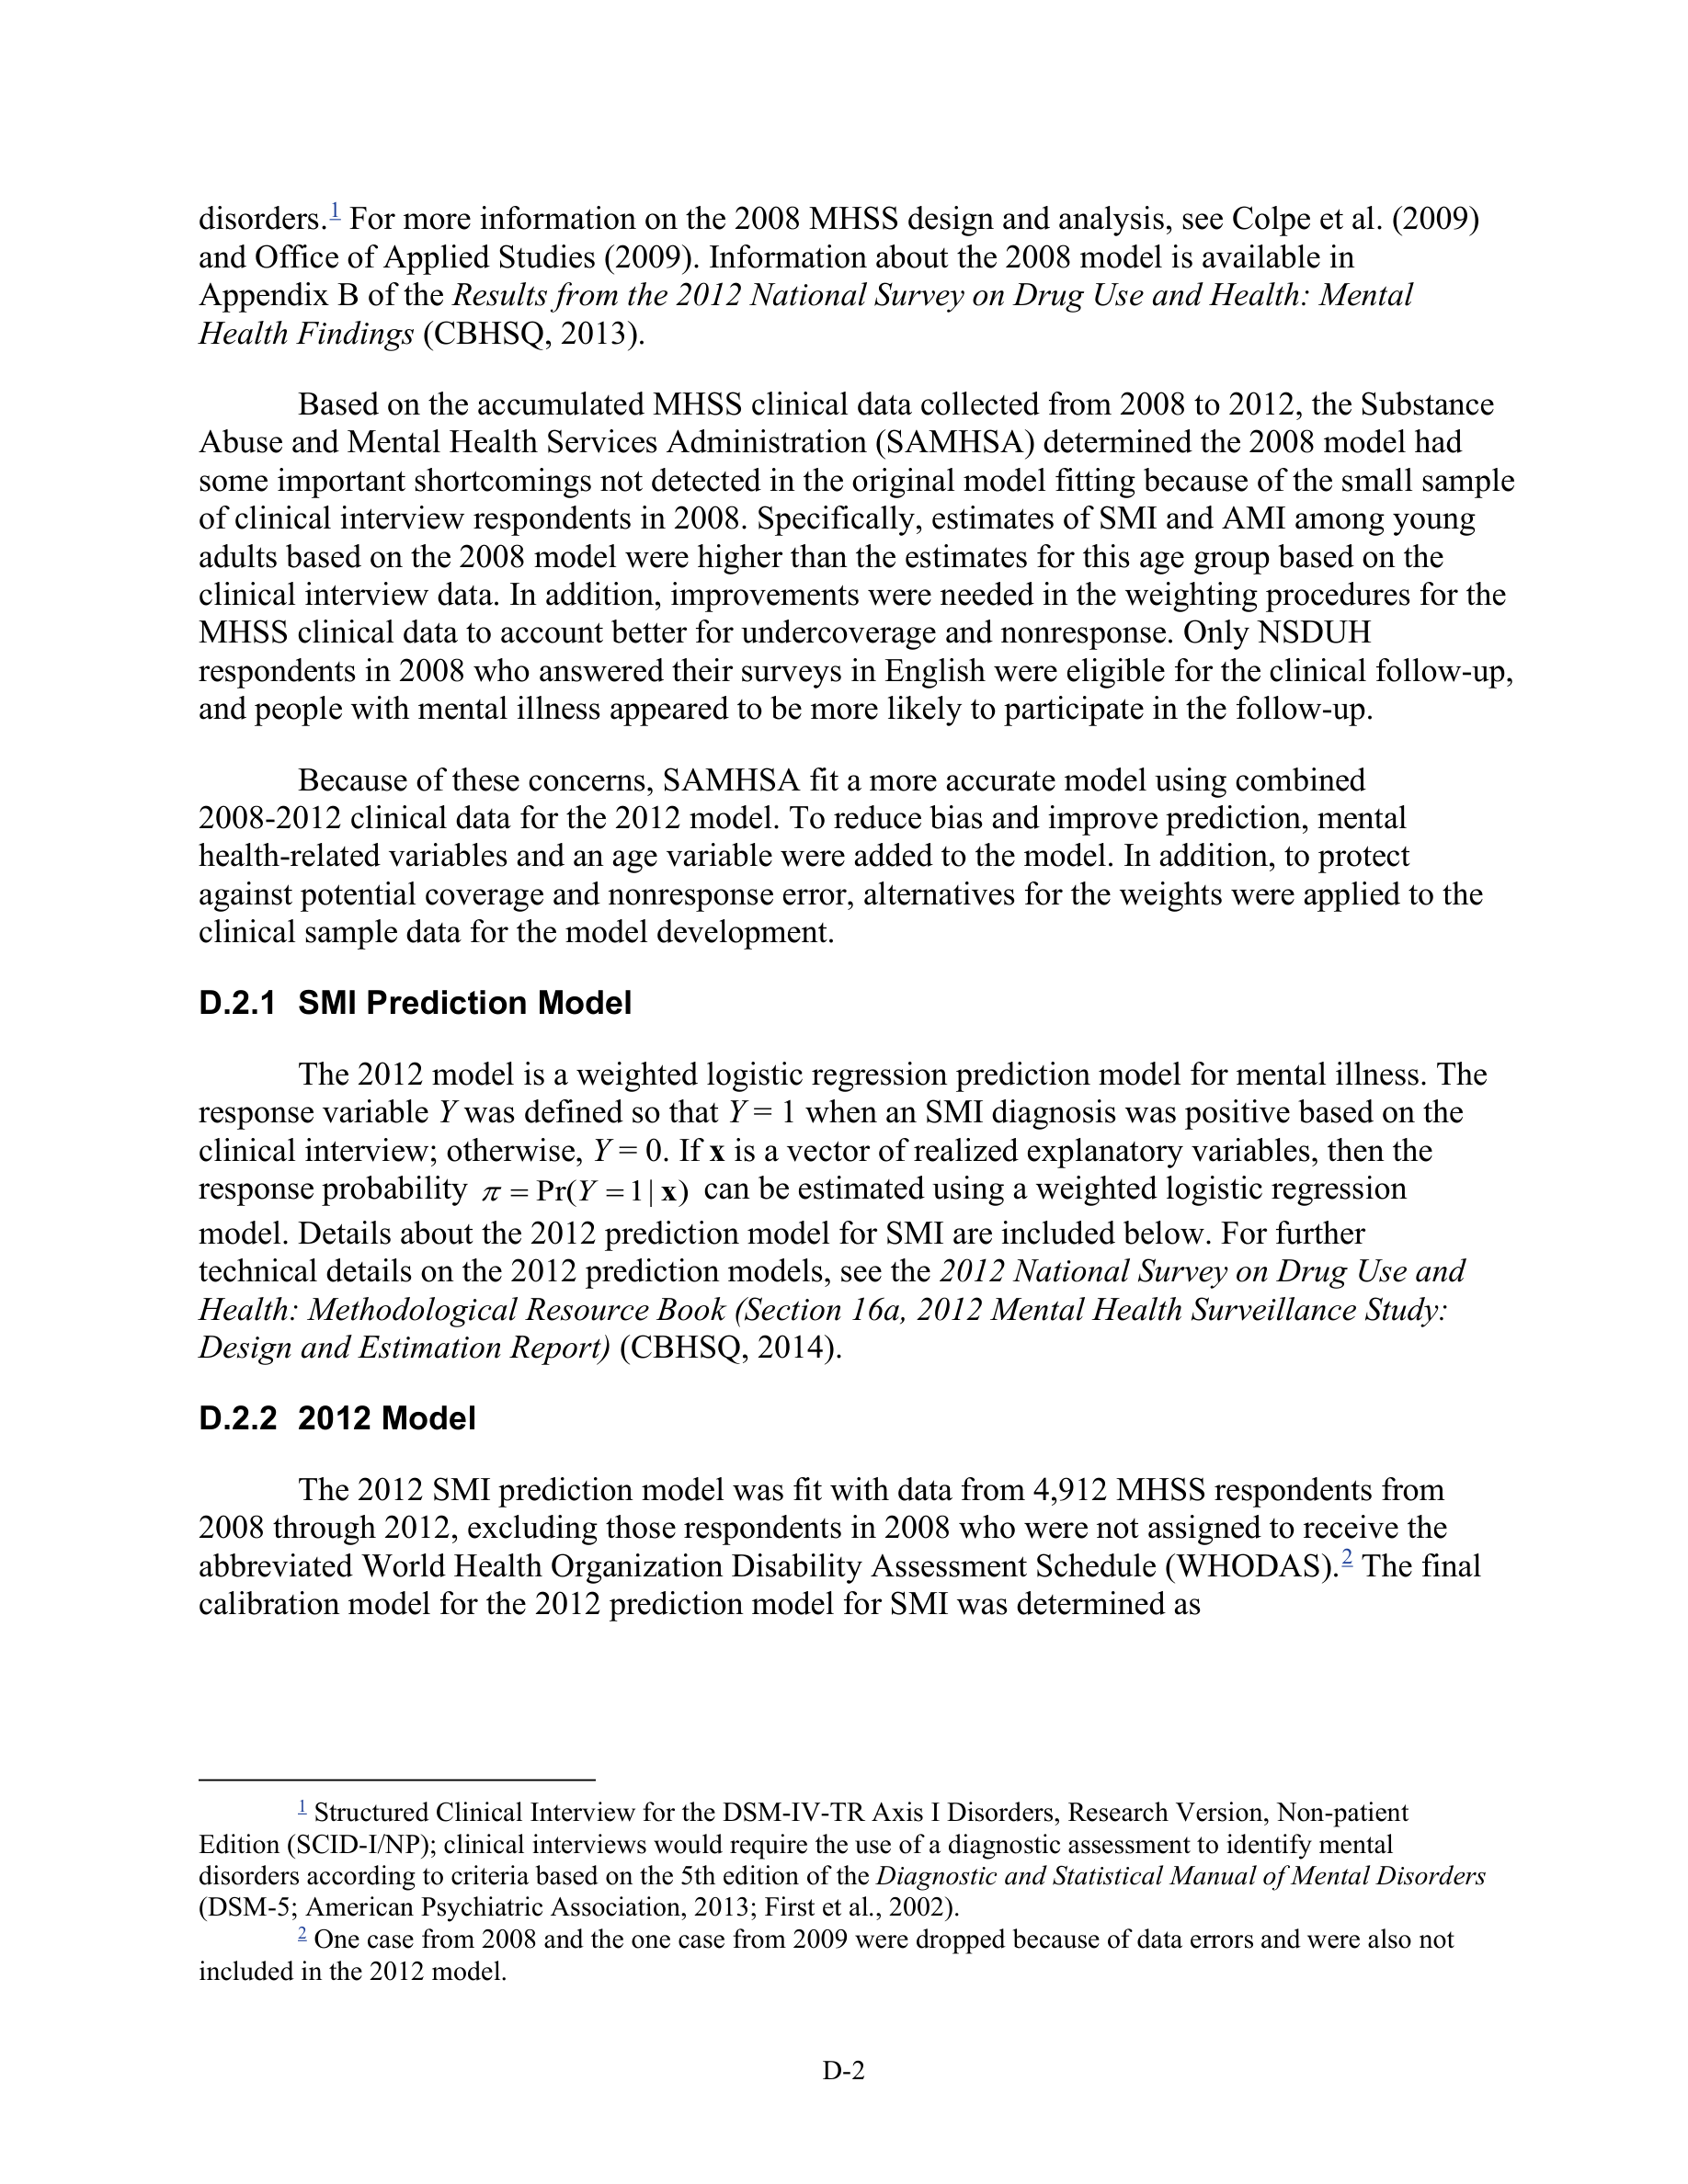 disorders.1 For more information on the 2008 MHSS design and analysis, see Colpe et al. (2009)
and Office of Applied Studies (2009). Information about the 2008 model is available in
Appendix B of the Results from the 2012 National Survey on Drug Use and Health: Mental
Health Findings (CBHSQ, 2013).
Based on the accumulated MHSS clinical data collected from 2008 to 2012, the Substance
Abuse and Mental Health Services Administration (SAMHSA) determined the 2008 model had
some important shortcomings not detected in the original model fitting because of the small sample
of clinical interview respondents in 2008. Specifically, estimates of SMI and AMI among young
adults based on the 2008 model were higher than the estimates for this age group based on the
clinical interview data. In addition, improvements were needed in the weighting procedures for the
MHSS clinical data to account better for undercoverage and nonresponse. Only NSDUH
respondents in 2008 who answered their surveys in English were eligible for the clinical follow-up,
and people with mental illness appeared to be more likely to participate in the follow-up.
Because of these concerns, SAMHSA fit a more accurate model using combined
2008-2012 clinical data for the 2012 model. To reduce bias and improve prediction, mental
health-related variables and an age variable were added to the model. In addition, to protect
against potential coverage and nonresponse error, alternatives for the weights were applied to the
clinical sample data for the model development.
D.2.1 SMI Prediction Model
The 2012 model is a weighted logistic regression prediction model for mental illness. The
response variable Y was defined so that Y = 1 when an SMI diagnosis was positive based on the
clinical interview; otherwise, Y = 0. If x is a vector of realized explanatory variables, then the
response probability π = Pr(Y = 1 | x) can be estimated using a weighted logistic regression
model. Details about the 2012 prediction model for SMI are included below. For further
technical details on the 2012 prediction models, see the 2012 National Survey on Drug Use and
Health: Methodological Resource Book (Section 16a, 2012 Mental Health Surveillance Study:
Design and Estimation Report) (CBHSQ, 2014).
D.2.2 2012 Model
The 2012 SMI prediction model was fit with data from 4,912 MHSS respondents from
2008 through 2012, excluding those respondents in 2008 who were not assigned to receive the
abbreviated World Health Organization Disability Assessment Schedule (WHODAS).2 The final
calibration model for the 2012 prediction model for SMI was determined as
1 Structured Clinical Interview for the DSM-IV-TR Axis I Disorders, Research Version, Non-patient
Edition (SCID-I/NP); clinical interviews would require the use of a diagnostic assessment to identify mental
disorders according to criteria based on the 5th edition of the Diagnostic and Statistical Manual of Mental Disorders
(DSM-5; American Psychiatric Association, 2013; First et al., 2002).
2 One case from 2008 and the one case from 2009 were dropped because of data errors and were also not
included in the 2012 model.
D-2